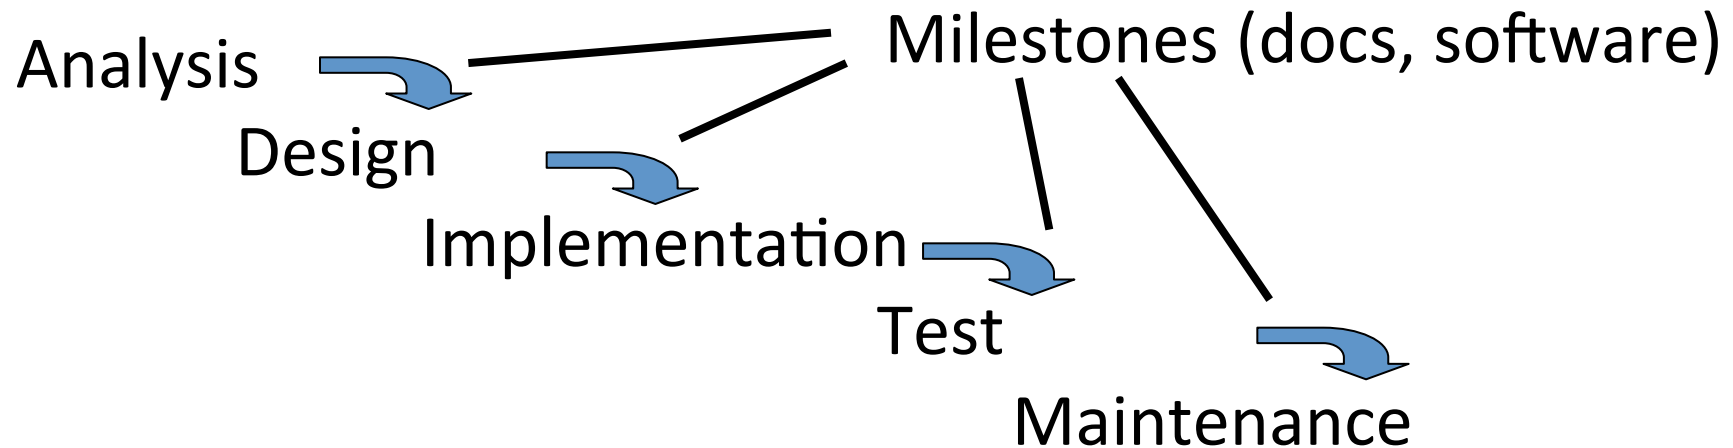 Milestones (docs, software)
Analysis
Design
Implementation
Test
Maintenance